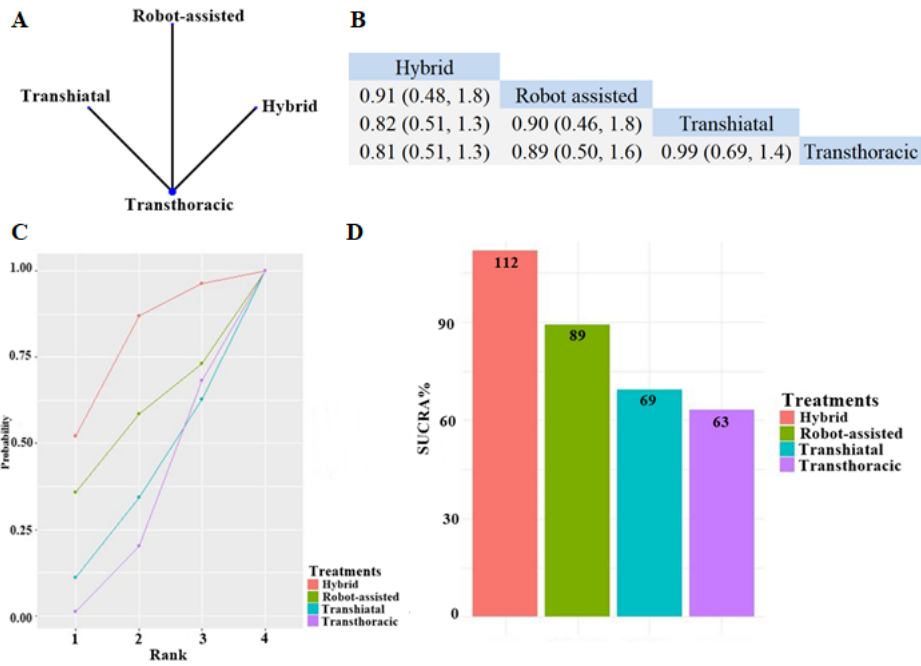 A
Robot-assisted
Transhiatal
Hybrid
Transthoracic
B
Hybrid
0.91 (0.48, 1.8) Robot assisted
0.82 (0.51, 1.3) 0.90 (0.46, 1.8) Transhiatal
0.81 (0.51, 1.3) 0.89 (0.50, 1.6) 0.99 (0.69, 1.4) Transthoracic
C
1.00
0.75
0.50
0.25
0.00
Probability
1 2 3 4
Rank
Treatments
Hybrid
Robot-assisted
Transhiatal
Transthoracic
D
112
89
69
63
90
60
30
0
SUCRA%
Treatments
Hybrid
Robot-assisted
Transhiatal
Transthoracic